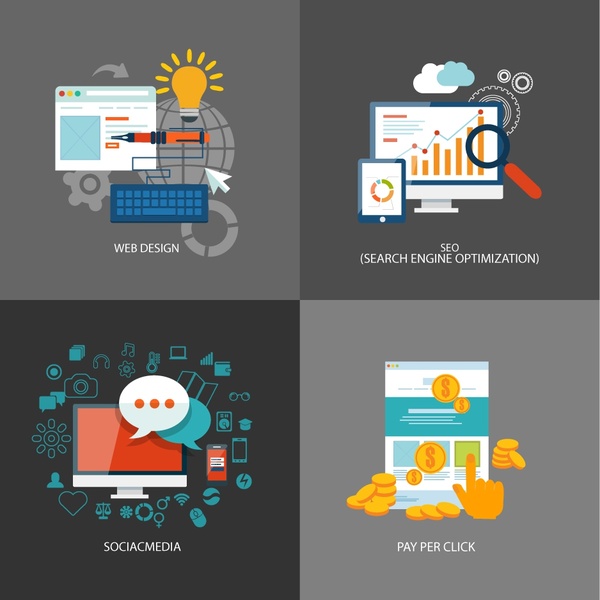 WEB DESIGN
SEO
(SEARCH ENGINE OPTIMIZATION)
SOCIACMEDIA
PAY PER CLICK